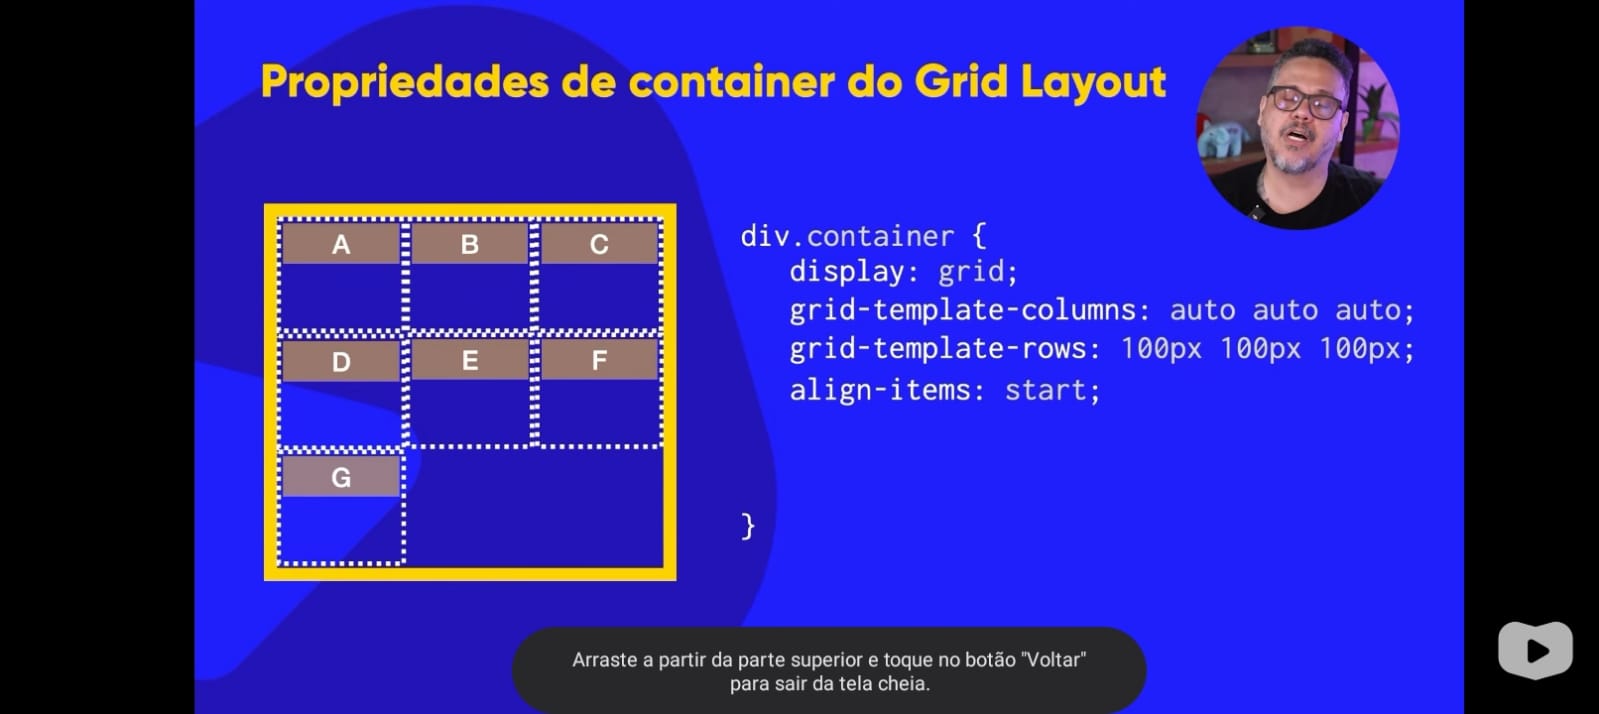 Propriedades de container do Grid Layout
A B C
D E F
G
div.container {
display: grid;
grid-template-columns: auto auto auto;
grid-template-rows: 100px 100px 100px;
align-items: start;
}
Arraste a partir da parte superior e toque no botão "Voltar"
para sair da tela cheia.